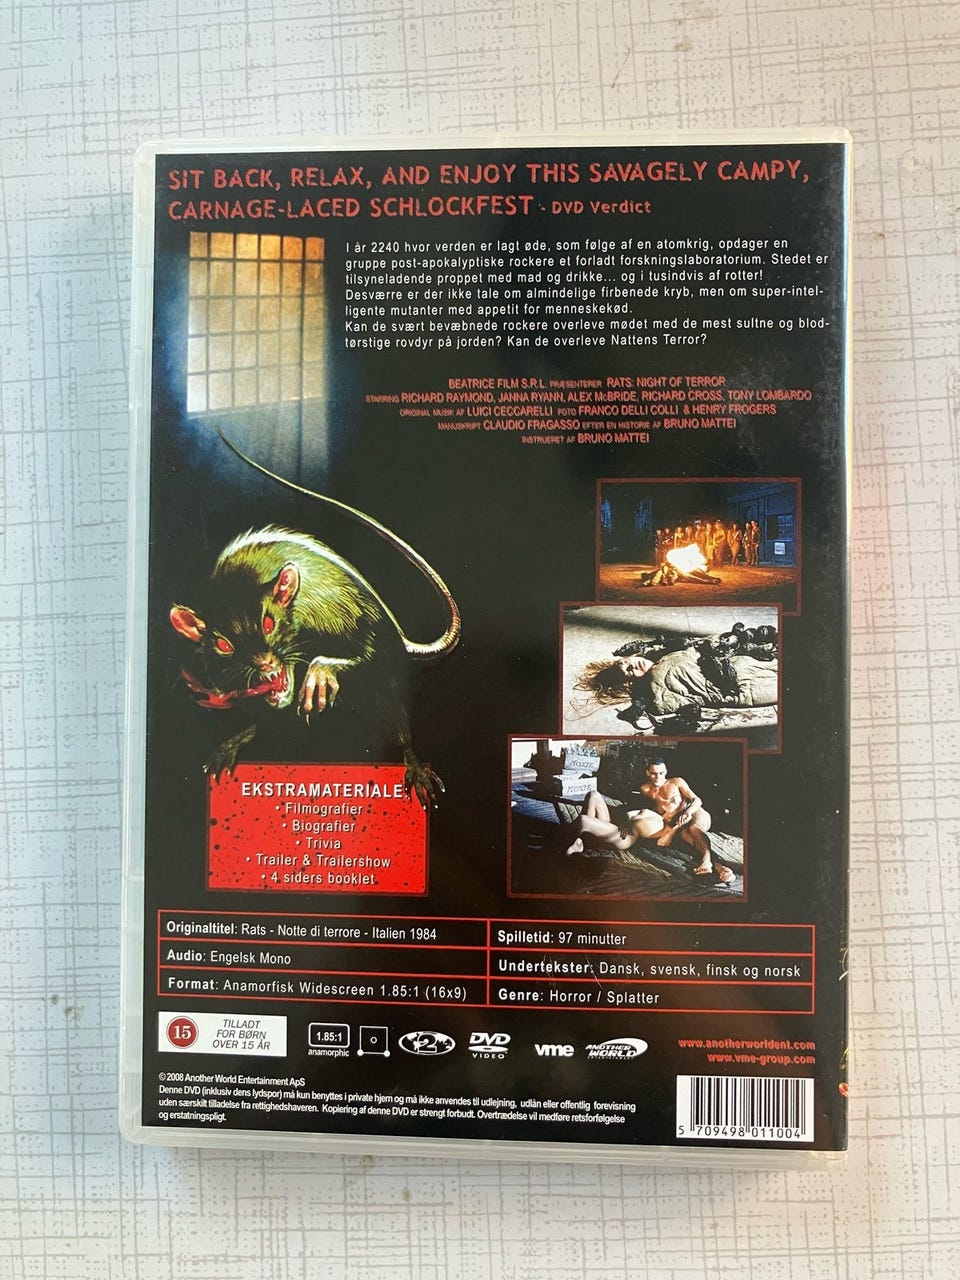 SIT BACK, RELAX, AND ENJOY THIS SAVAGELY CAMPY,
CARNAGE-LACED SCHLOCKFEST - DVD Verdict
I år 2240 hvor verden er lagt øde, som følge af en atomkrig, opdager en
gruppe post-apokalyptiske rockere et forladt forskningslaboratorium. Stedet er
tilsyneladende proppet med mad og drikke... og i tusindvis af rotter!
Desværre er der ikke tale om almindelige firbenede kryb, men om super-intel-
ligente mutanter med appetit for menneskekød.
Kan de svært bevæbnede rockere overleve mødet med de mest sultne og blod-
tørstige rovdyr på jorden? Kan de overleve Nattens Terror?
BEATRICE FILM S.R.L. PRÆSENTERER RATS: NIGHT OF TERROR
STARRING RICHARD RAYMOND, JANNA RYANN, ALEX McBRIDE, RICHARD CROSS, TONY LOMBARDO
ORIGINAL MUSIK AF LUICI CECCARELLI FOTO FRANCO DELLI COLLI & HENRY FROGERS
MANUSKRIPT CLAUDIO FRAGASSO EFTER EN HISTORIE AF BRUNO MATTEI
INSTRUERET AF BRUNO MATTEI
MOXIE
MOXIE
EKSTRAMATERIALE:
• Filmografier
• Biografier
• Trivia
• Trailer & Trailershow
• 4 siders booklet
Originaltitel: Rats - Notte di terrore - Italien 1984
Spilletid: 97 minutter
Audio: Engelsk Mono
Undertekster: Dansk, svensk, finsk og norsk
Format: Anamorfisk Widescreen 1.85:1 (16x9)
Genre: Horror / Splatter
15
TILLADT
FOR BØRN
OVER 15 ÅR
1.85:1
anamorphic
2
DVD
VIDEO
vme
ANOTHER
WORLD
www.anotherworldent.com
www.vme-group.com
© 2008 Another World Entertainment ApS
Denne DVD (inklusiv dens lydspor) må kun benyttes i private hjem og må ikke anvendes til udlejning, udlån eller offentlig forevisning
uden særskilt tilladelse fra rettighedshaveren. Kopiering af denne DVD er strengt forbudt. Overtrædelse vil medføre retsforfølgelse
og erstatningspligt.
5 709498 011004